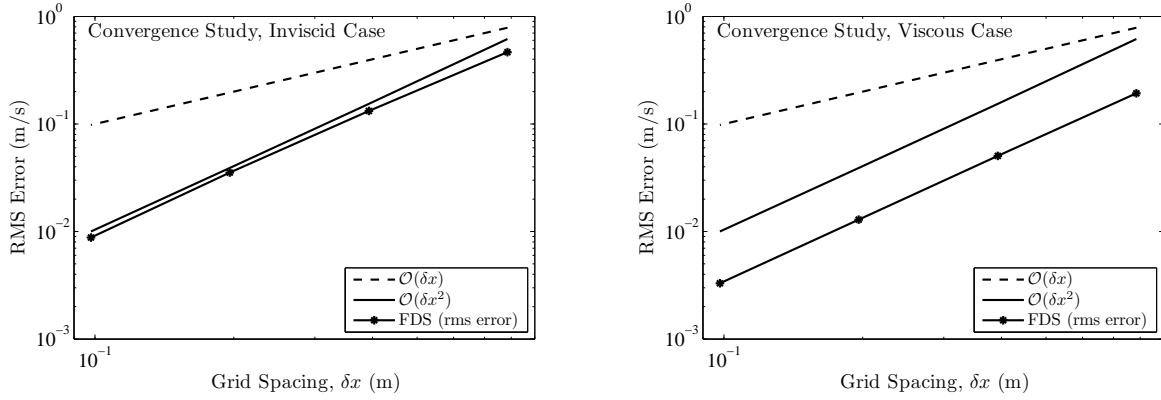 Convergence Study, Inviscid Case
10^0
10^-1
10^-2
10^-3
RMS Error (m/s)
10^-1
Grid Spacing, δx (m)
O(δx)
O(δx^2)
FDS (rms error)
Convergence Study, Viscous Case
10^0
10^-1
10^-2
10^-3
RMS Error (m/s)
10^-1
Grid Spacing, δx (m)
O(δx)
O(δx^2)
FDS (rms error)